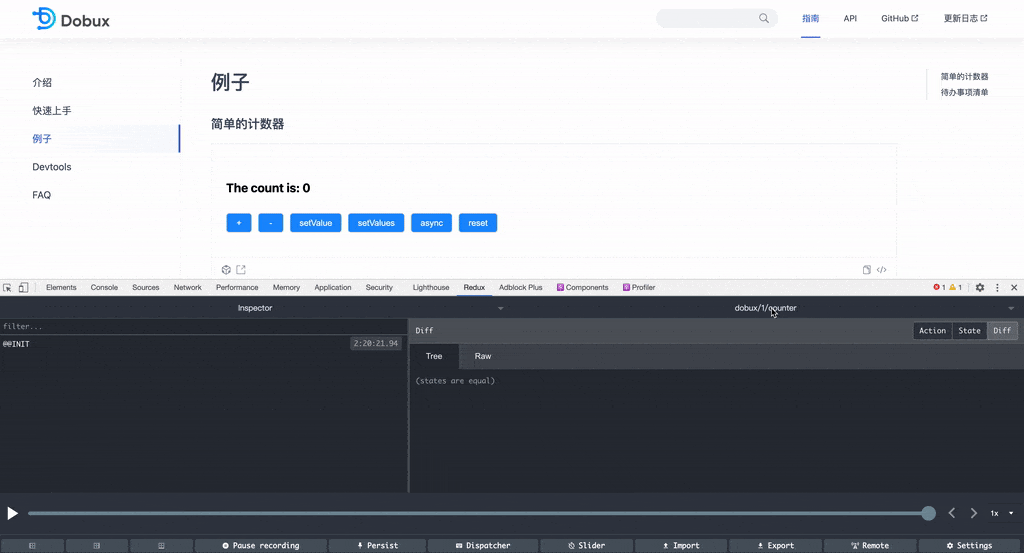 Dobux
指南 API GitHub 更新日志
介绍
快速上手
例子
Devtools
FAQ
例子
简单的计数器
The count is: 0
+ - setValue setValues async reset
简单的计数器
待办事项清单
Elements Console Sources Network Performance Memory Application Security Lighthouse Redux Adblock Plus Components Profiler 1 1
Inspector dobux/1/counter
filter...
@@INIT 2:20:21.94
Diff Action State Diff
Tree Raw
(states are equal)
1x
Pause recording Persist Dispatcher Slider Import Export Remote Settings